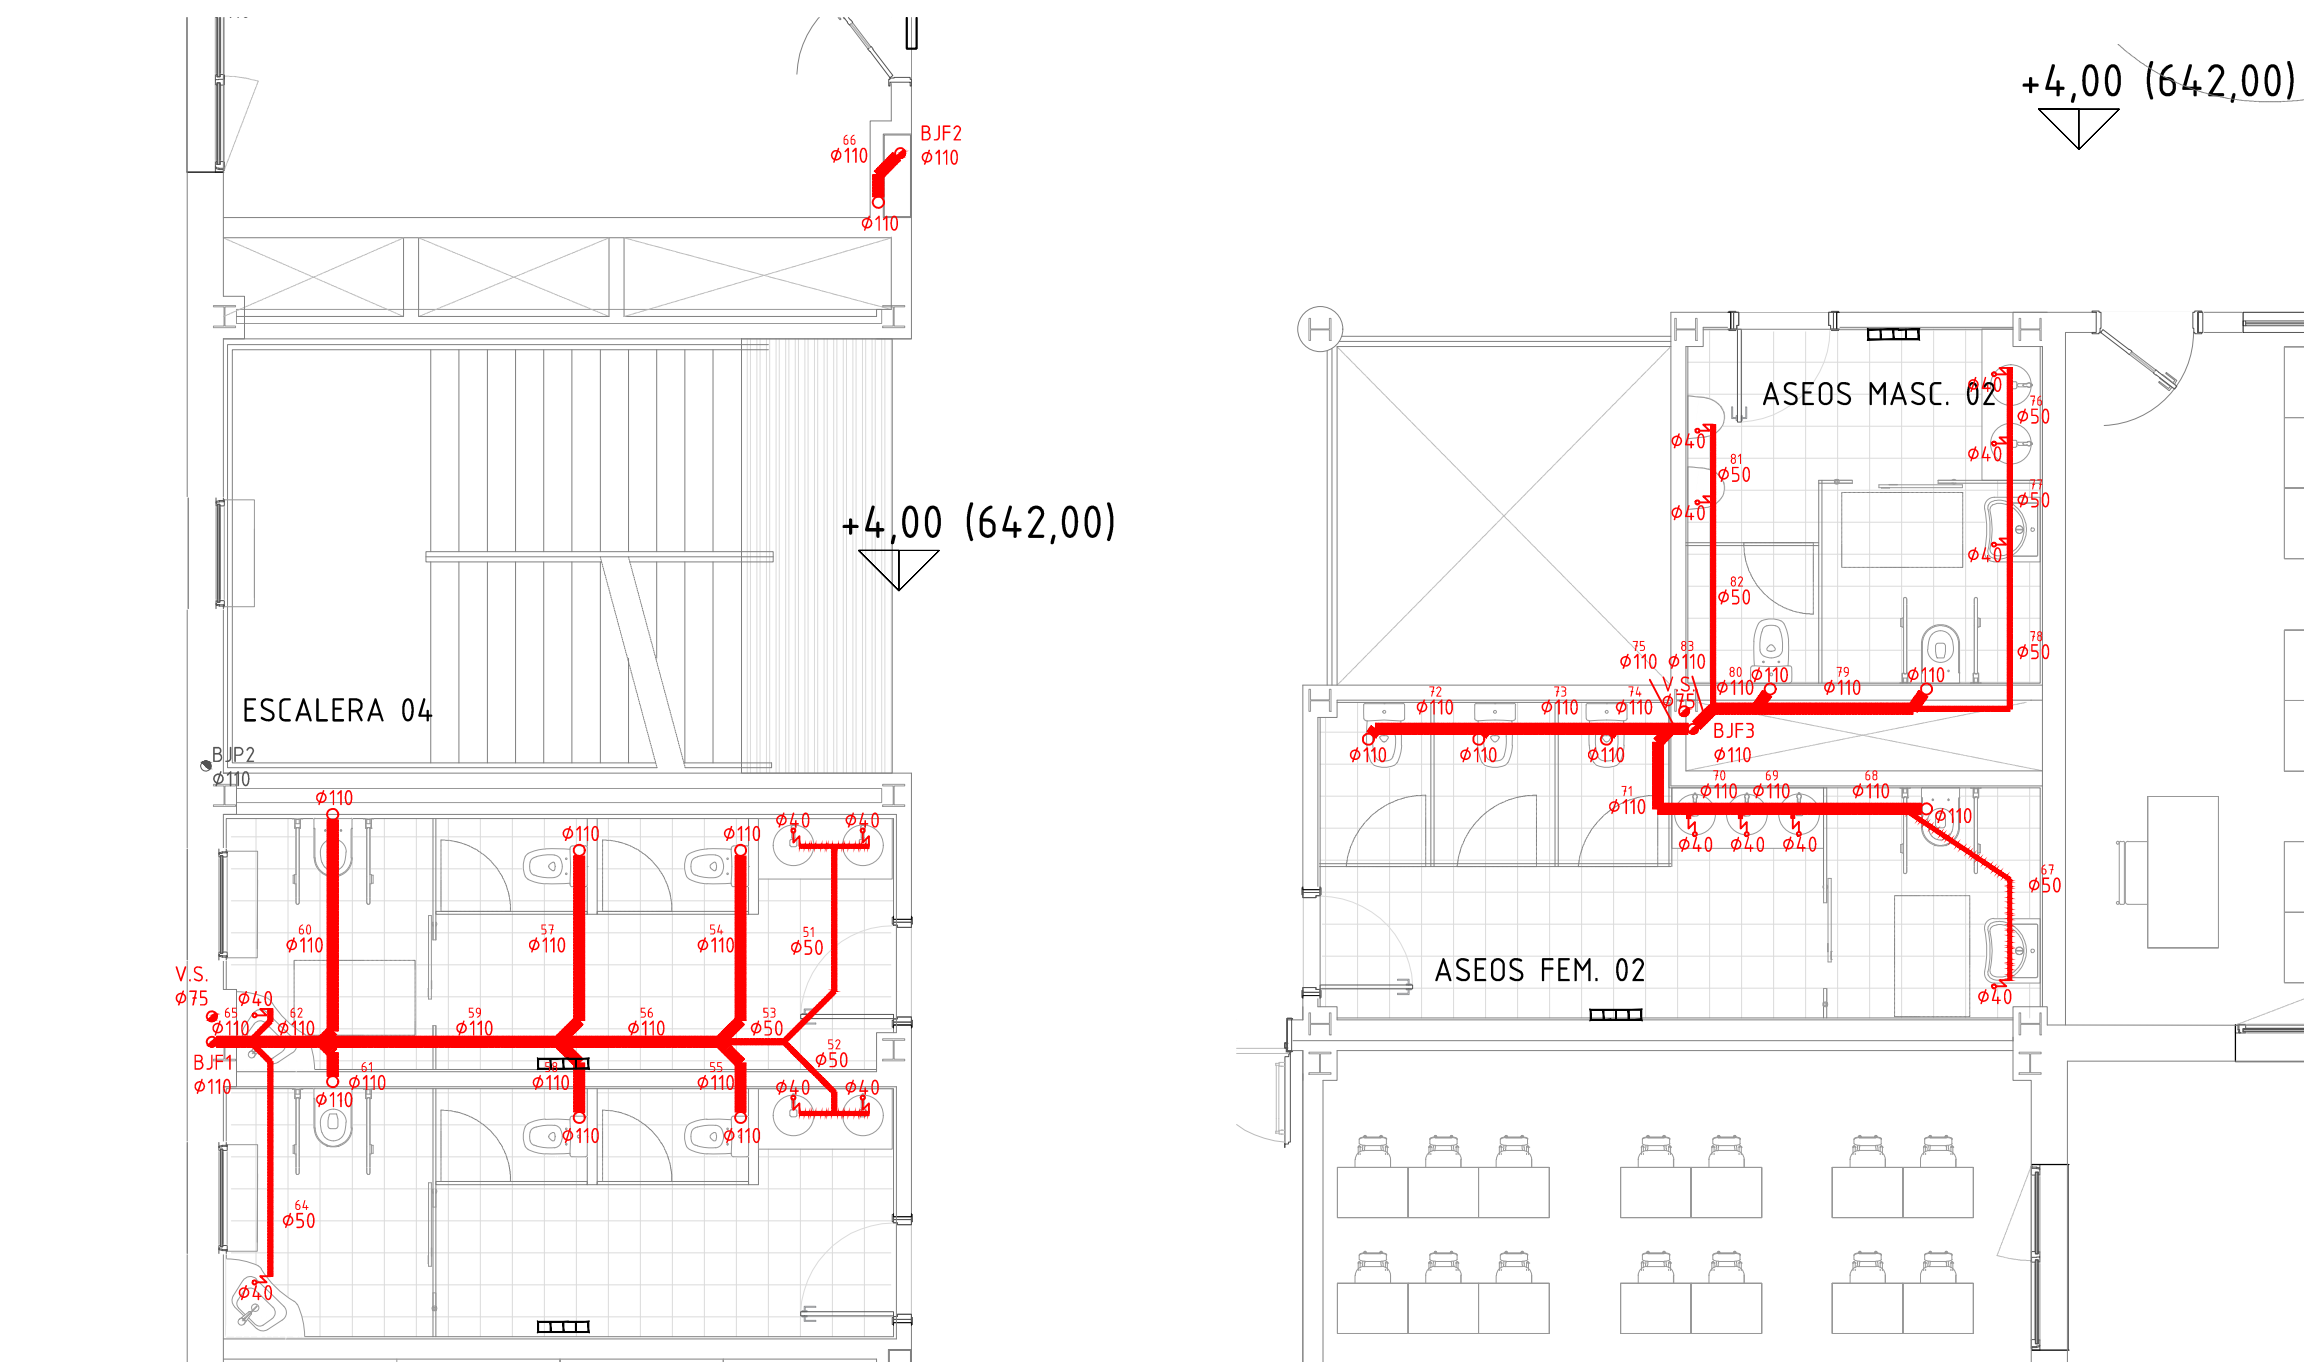 +4,00 (642,00)
66
Ø110
BJF2
Ø110
Ø110
+4,00 (642,00)
ESCALERA 04
BJP2
Ø110
Ø110
Ø110
Ø110
Ø40
Ø40
60
Ø110
57
Ø110
54
Ø110
51
Ø50
V.S.
Ø75
Ø40
65
Ø110
62
Ø110
59
Ø110
56
Ø110
53
Ø50
52
Ø50
BJF1
Ø110
61
Ø110
Ø110
58
Ø110
55
Ø110
Ø40
Ø40
Ø110
Ø110
64
Ø50
Ø40
ASEOS MASC. 02
Ø40
76
Ø50
Ø40
Ø40
81
Ø50
77
Ø50
Ø40
Ø40
82
Ø50
78
Ø50
75
Ø110
83
Ø110
V.S.
Ø75
80
Ø110
Ø110
79
Ø110
Ø110
72
Ø110
73
Ø110
74
Ø110
BJF3
Ø110
Ø110
Ø110
Ø110
71
Ø110
70
Ø110
69
Ø110
68
Ø110
Ø110
Ø40
Ø40
Ø40
67
Ø50
ASEOS FEM. 02
Ø40